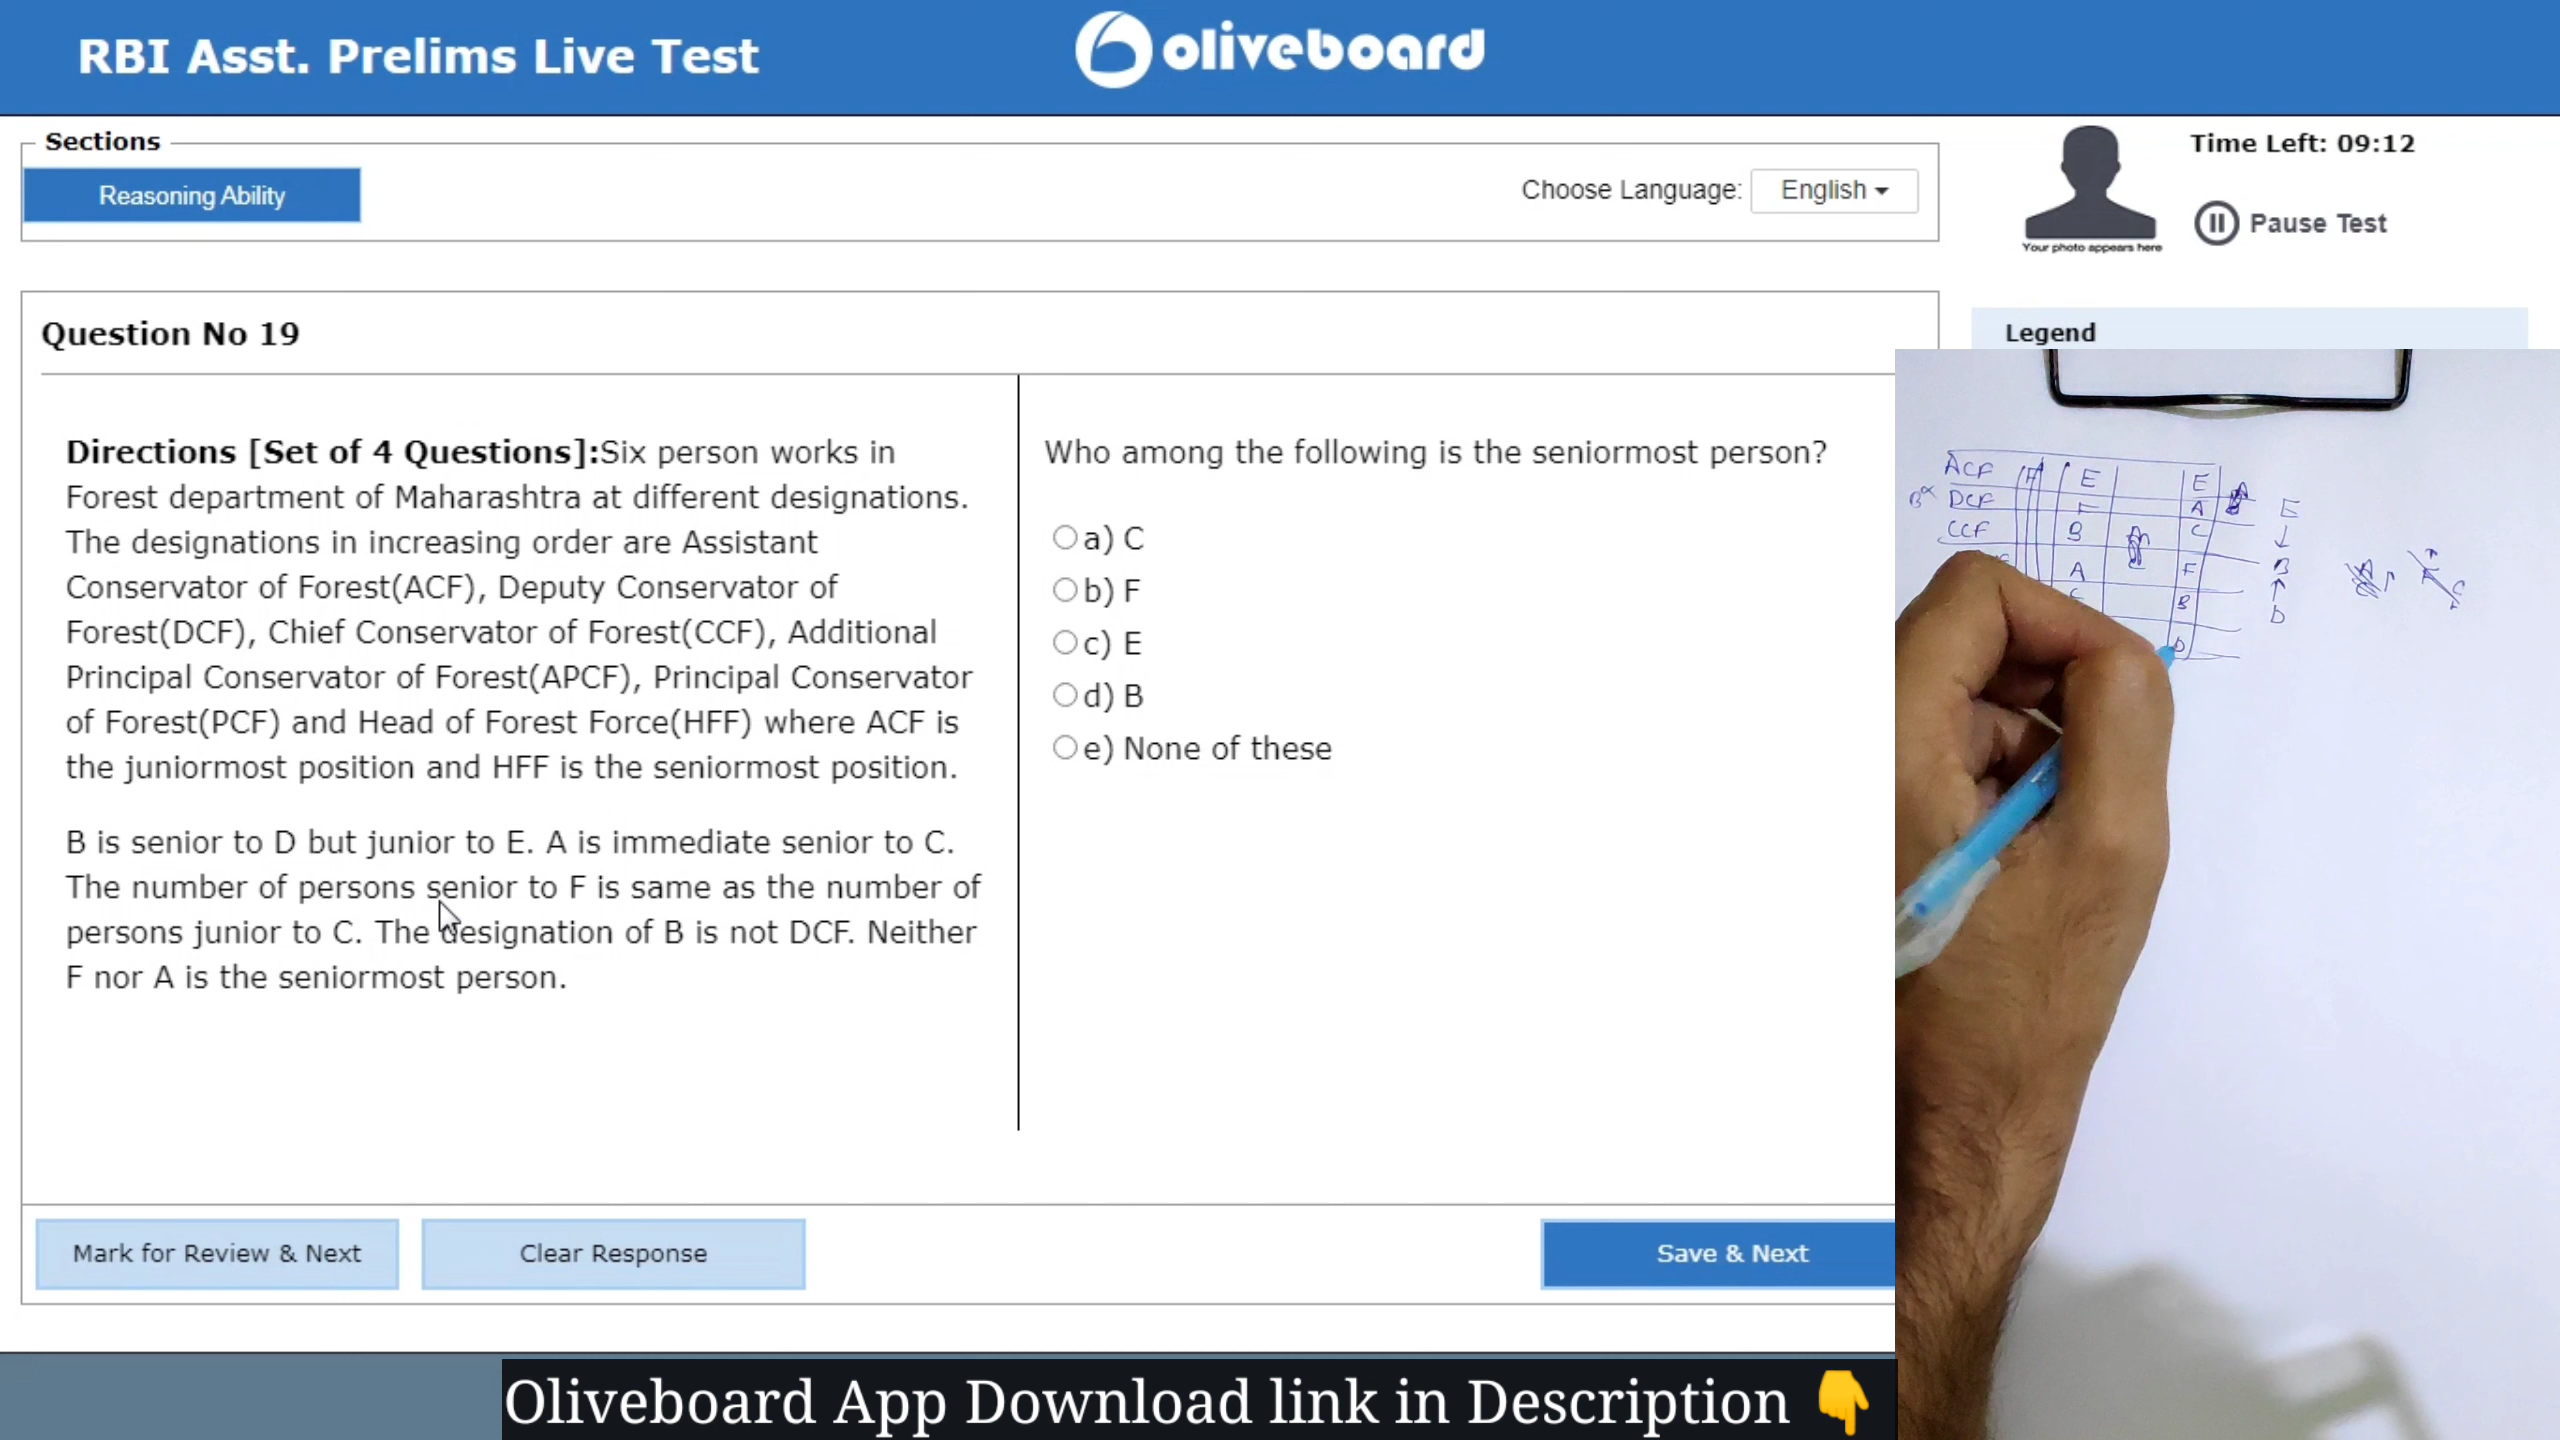 RBI Asst. Prelims Live Test
oliveboard
Sections
Reasoning Ability
Choose Language: English
Time Left: 09:12
Pause Test
Your photo appears here
Question No 19
Legend
Directions [Set of 4 Questions]:Six person works in
Forest department of Maharashtra at different designations.
The designations in increasing order are Assistant
Conservator of Forest(ACF), Deputy Conservator of
Forest(DCF), Chief Conservator of Forest(CCF), Additional
Principal Conservator of Forest(APCF), Principal Conservator
of Forest(PCF) and Head of Forest Force(HFF) where ACF is
the juniormost position and HFF is the seniormost position.
B is senior to D but junior to E. A is immediate senior to C.
The number of persons senior to F is same as the number of
persons junior to C. The designation of B is not DCF. Neither
F nor A is the seniormost person.
Who among the following is the seniormost person?
a) C
b) F
c) E
d) B
e) None of these
ACF E E
DCF F A E
CCF B C
A F B
C B D
D
Mark for Review & Next
Clear Response
Save & Next
Oliveboard App Download link in Description 👇